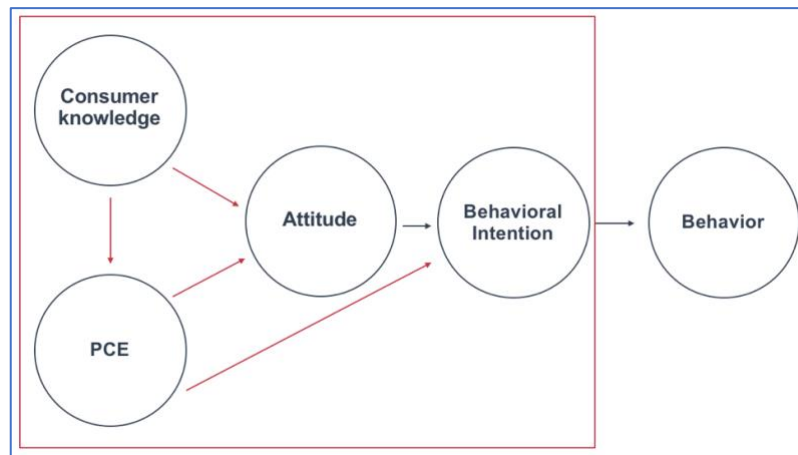 Consumer
knowledge
Attitude
Behavioral
Intention
Behavior
PCE